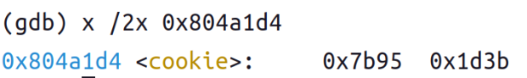 (gdb) x /2x 0x804a1d4
0x804a1d4 <cookie>:     0x7b95  0x1d3b